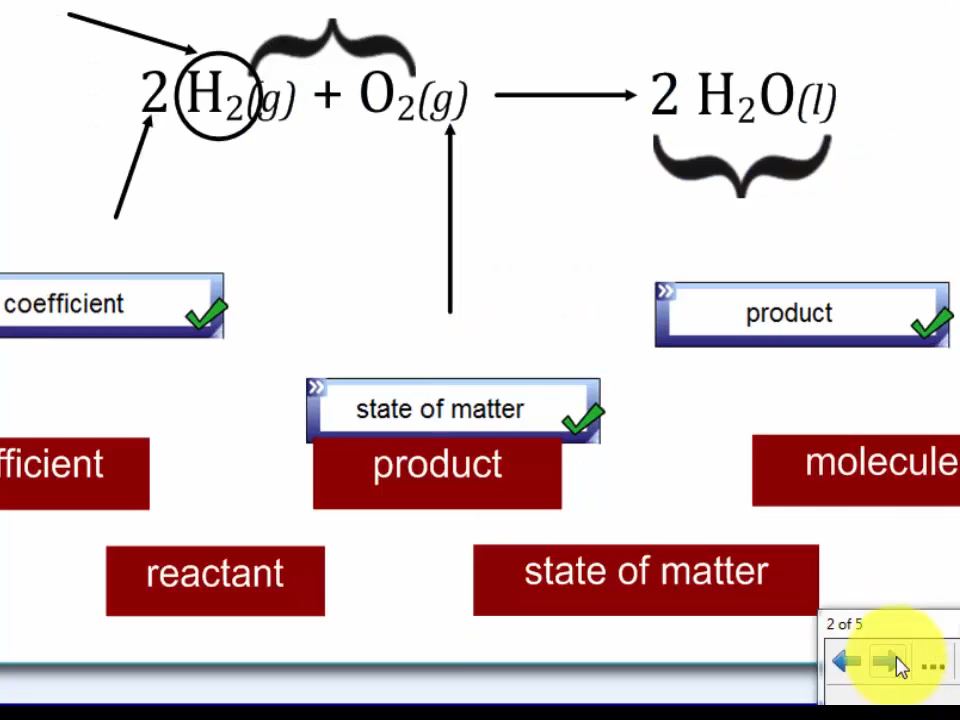 2 H₂(g) + O₂(g) ⟶ 2 H₂O(l)
coefficient
product
state of matter
fficient
product
molecule
reactant
state of matter
2 of 5
...